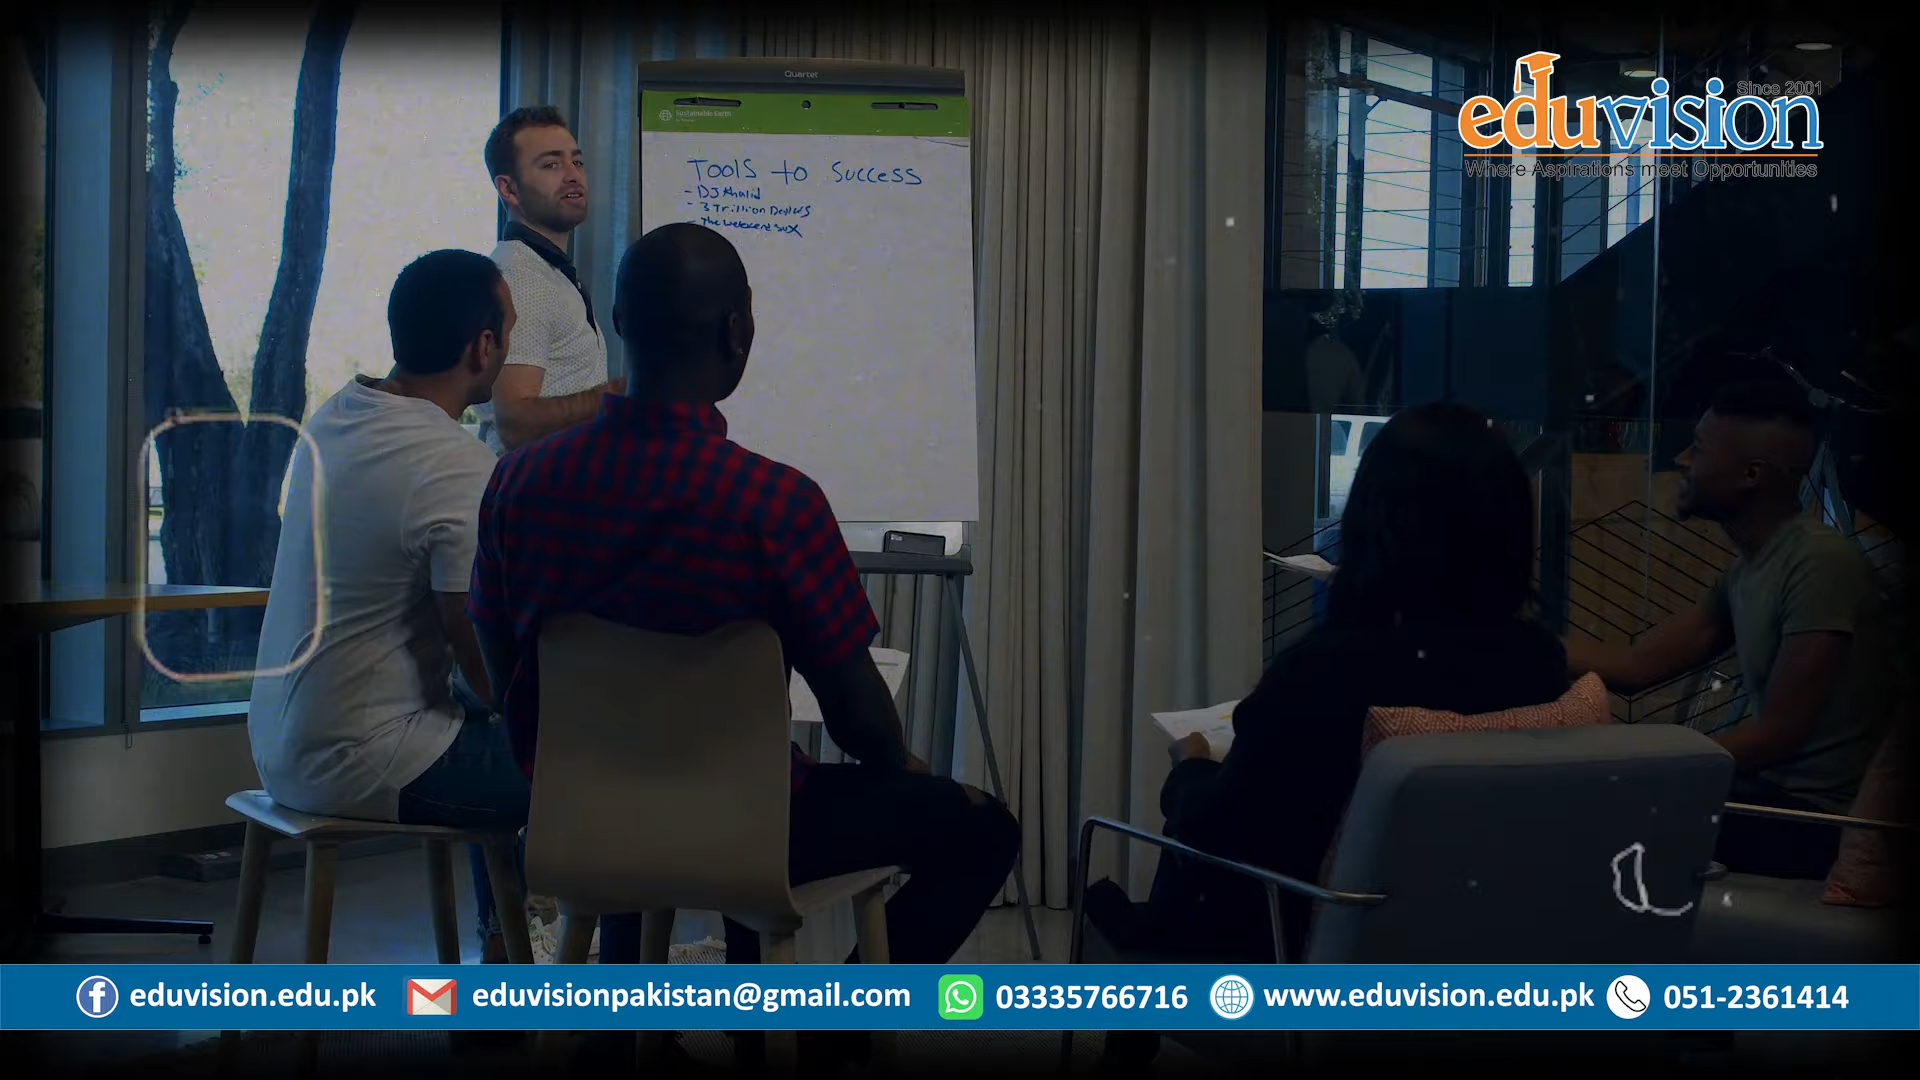 Quartet
eduvision
Since 2001
Where Aspirations meet Opportunities
Tools to Success
- DJ Khalid
- 3 Trillion Dollars
eduvision.edu.pk
eduvisionpakistan@gmail.com
03335766716
www.eduvision.edu.pk
051-2361414